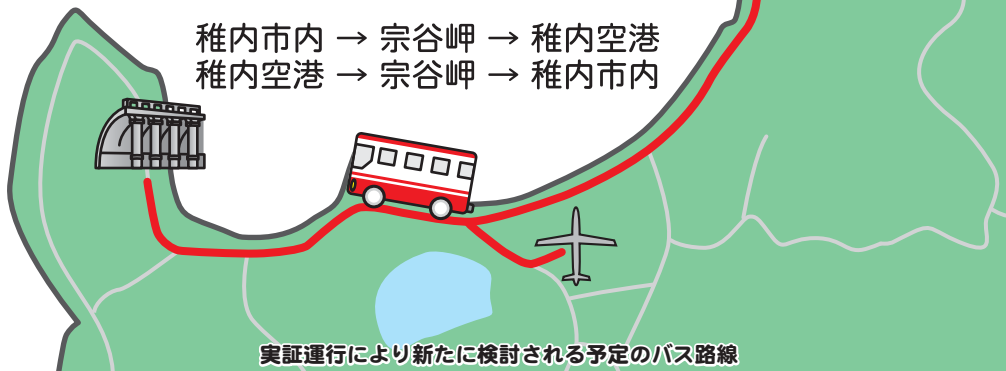 稚内市内 → 宗谷岬 → 稚内空港
稚内空港 → 宗谷岬 → 稚内市内
実証運行により新たに検討される予定のバス路線